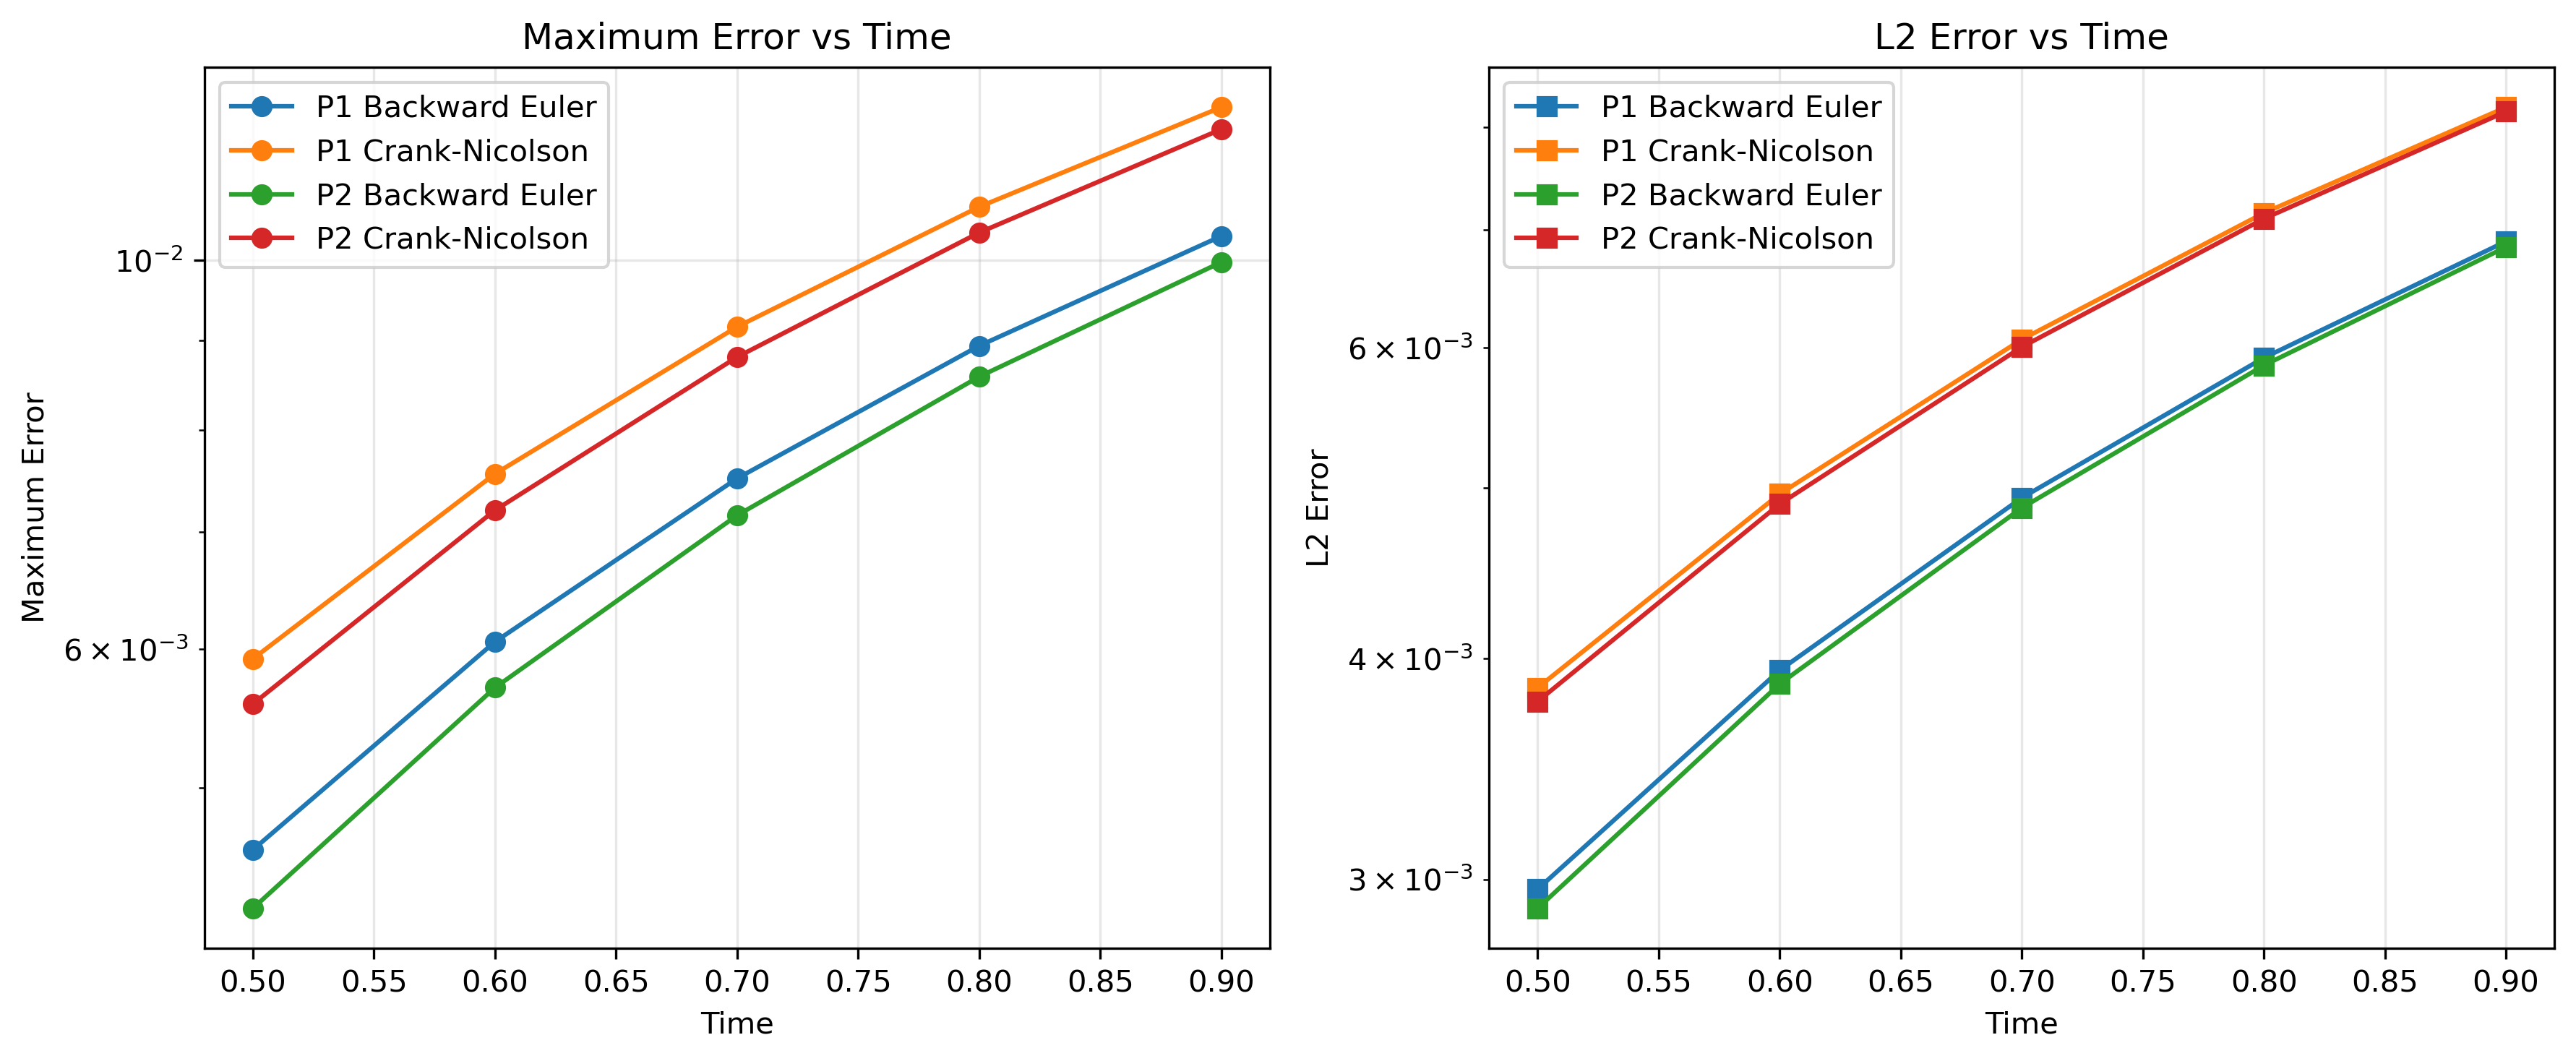 Maximum Error vs Time
P1 Backward Euler
P1 Crank-Nicolson
P2 Backward Euler
P2 Crank-Nicolson
Maximum Error
10⁻²
6 × 10⁻³
0.50 0.55 0.60 0.65 0.70 0.75 0.80 0.85 0.90
Time
L2 Error vs Time
P1 Backward Euler
P1 Crank-Nicolson
P2 Backward Euler
P2 Crank-Nicolson
L2 Error
6 × 10⁻³
4 × 10⁻³
3 × 10⁻³
0.50 0.55 0.60 0.65 0.70 0.75 0.80 0.85 0.90
Time